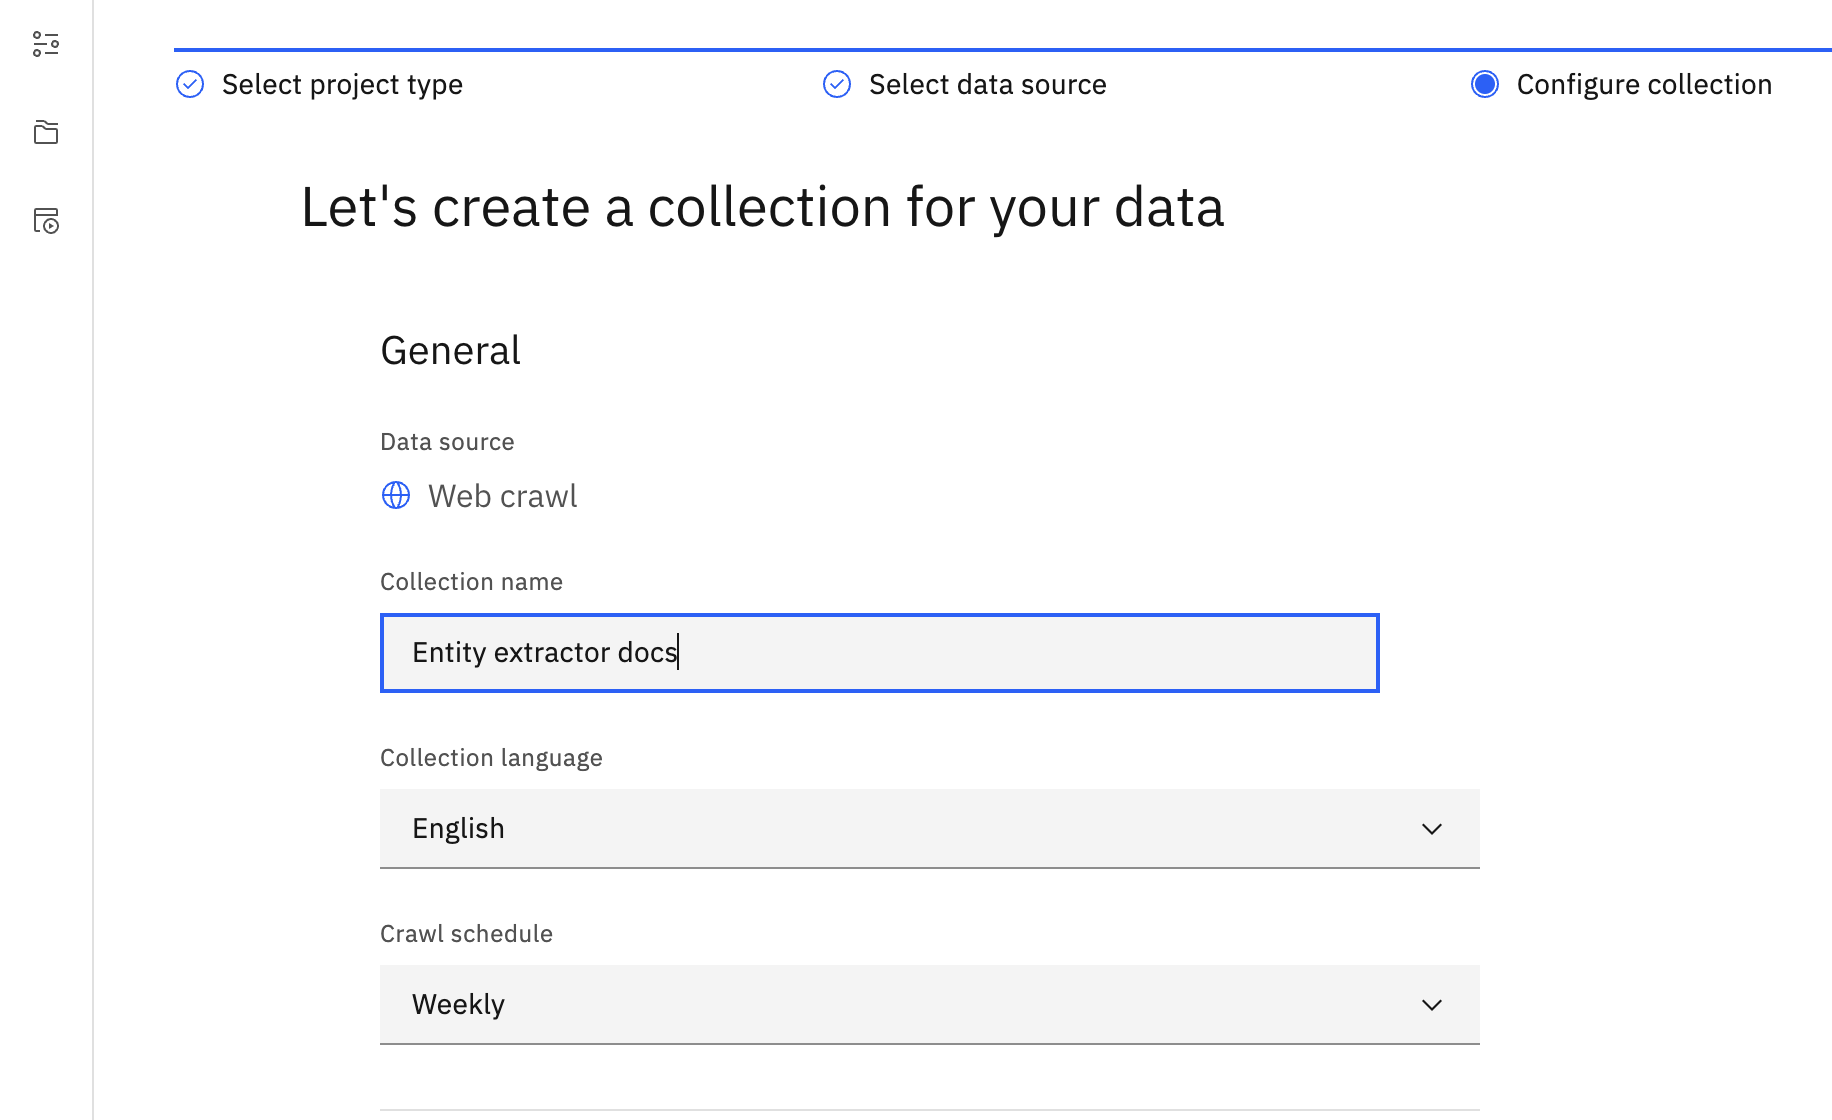 Select project type
Select data source
Configure collection
Let's create a collection for your data
General
Data source
Web crawl
Collection name
Entity extractor docs
Collection language
English
Crawl schedule
Weekly